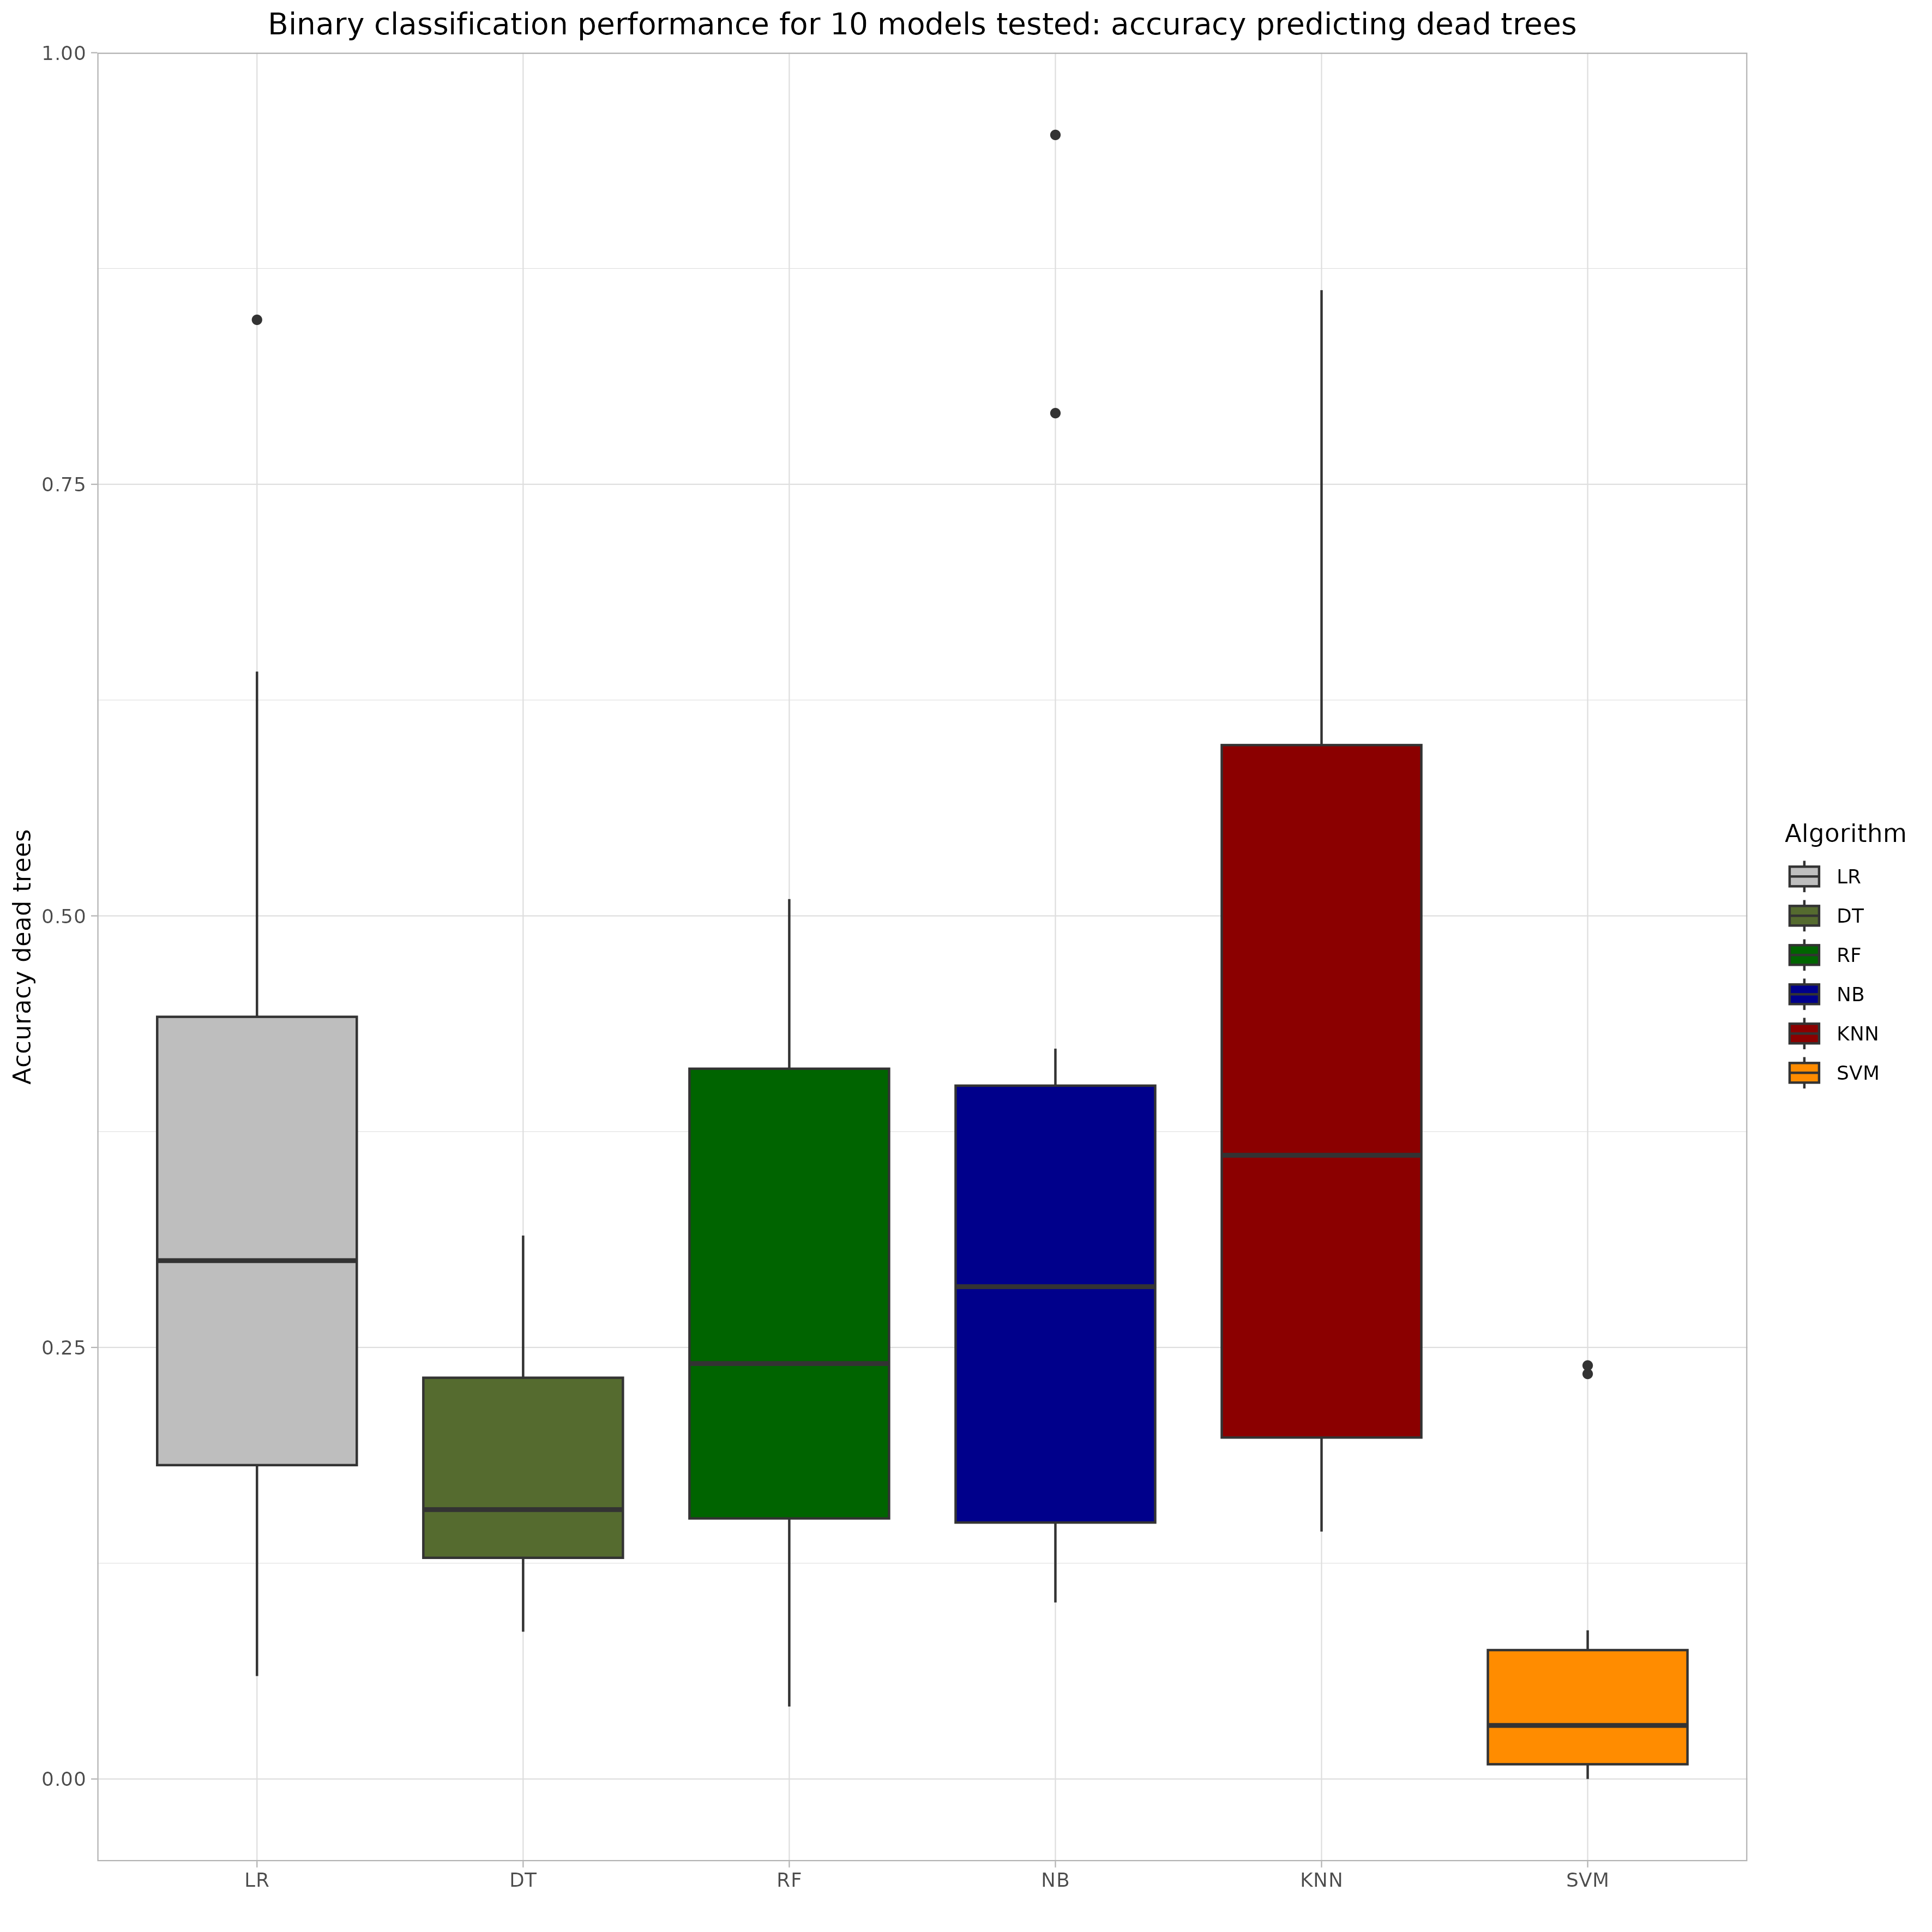 Binary classification performance for 10 models tested: accuracy predicting dead trees
1.00
0.75
0.50
0.25
0.00
Accuracy dead trees
LR
DT
RF
NB
KNN
SVM
Algorithm
LR
DT
RF
NB
KNN
SVM